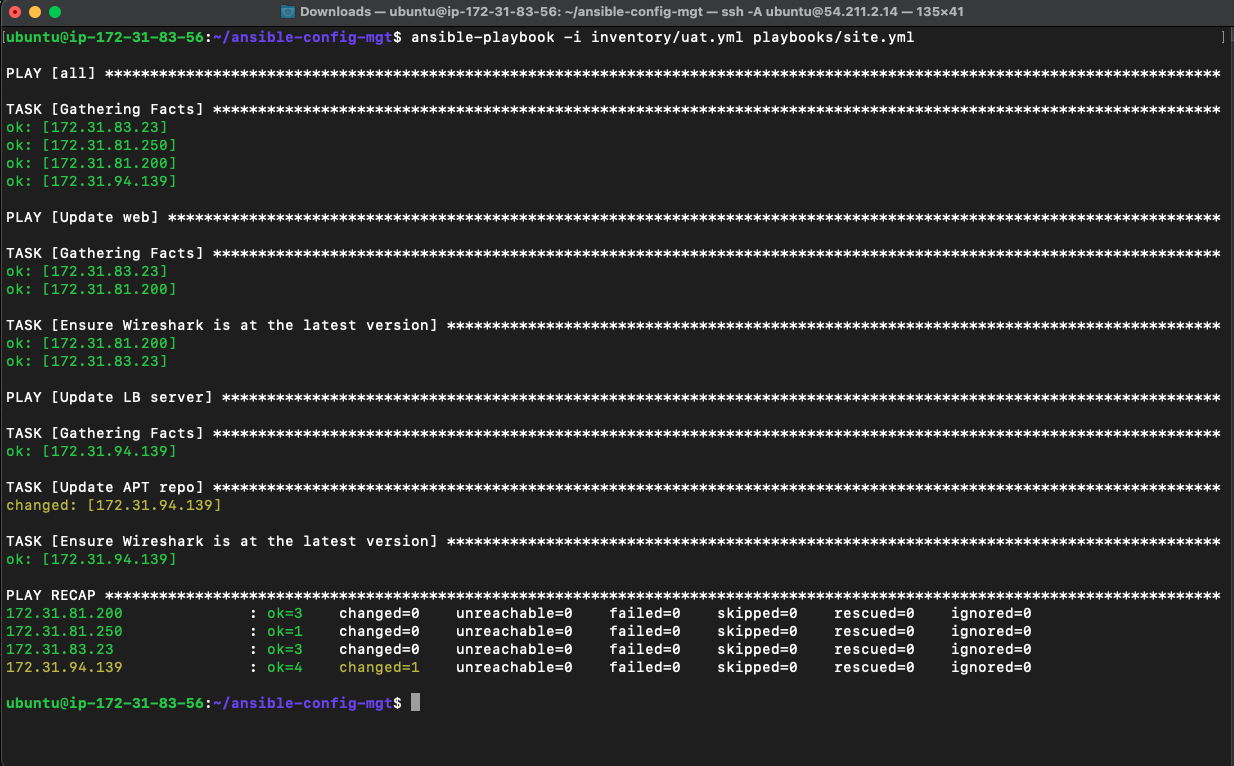 Downloads — ubuntu@ip-172-31-83-56: ~/ansible-config-mgt — ssh -A ubuntu@54.211.2.14 — 135×41
[ubuntu@ip-172-31-83-56:~/ansible-config-mgt$ ansible-playbook -i inventory/uat.yml playbooks/site.yml ]
PLAY [all] ****************************************************************************************************************************
TASK [Gathering Facts] ****************************************************************************************************************
ok: [172.31.83.23]
ok: [172.31.81.250]
ok: [172.31.81.200]
ok: [172.31.94.139]
PLAY [Update web] *********************************************************************************************************************
TASK [Gathering Facts] ****************************************************************************************************************
ok: [172.31.83.23]
ok: [172.31.81.200]
TASK [Ensure Wireshark is at the latest version] **************************************************************************************
ok: [172.31.81.200]
ok: [172.31.83.23]
PLAY [Update LB server] ***************************************************************************************************************
TASK [Gathering Facts] ****************************************************************************************************************
ok: [172.31.94.139]
TASK [Update APT repo] ****************************************************************************************************************
changed: [172.31.94.139]
TASK [Ensure Wireshark is at the latest version] **************************************************************************************
ok: [172.31.94.139]
PLAY RECAP ****************************************************************************************************************************
172.31.81.200 : ok=3 changed=0 unreachable=0 failed=0 skipped=0 rescued=0 ignored=0
172.31.81.250 : ok=1 changed=0 unreachable=0 failed=0 skipped=0 rescued=0 ignored=0
172.31.83.23 : ok=3 changed=0 unreachable=0 failed=0 skipped=0 rescued=0 ignored=0
172.31.94.139 : ok=4 changed=1 unreachable=0 failed=0 skipped=0 rescued=0 ignored=0
ubuntu@ip-172-31-83-56:~/ansible-config-mgt$